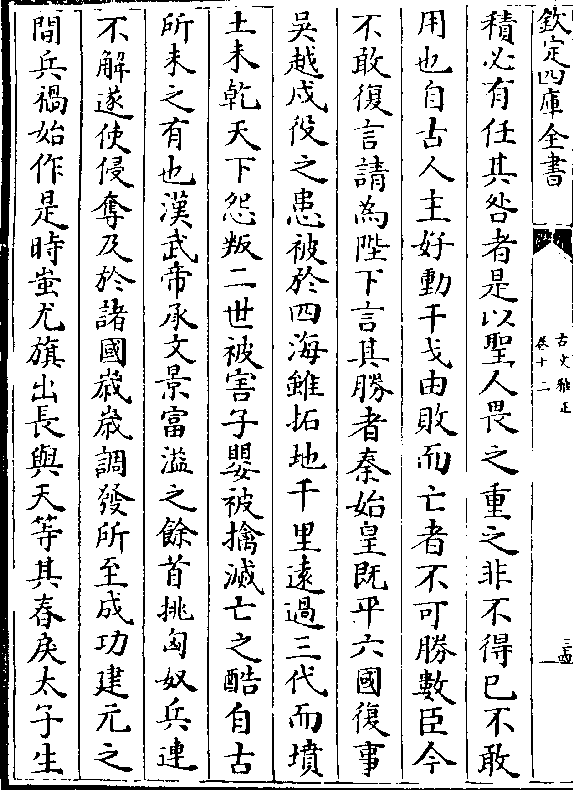 欽定四庫全書
古文雅正
卷十二
積必有任其咎者是以聖人畏之重之非不得已不敢
用也自古人主好動干戈由敗而亡者不可勝數臣今
不敢復言請為陛下言其勝者秦始皇既平六國復事
吳越戍役之患被於四海雖拓地千里遠過三代而墳
土未乾天下怨叛二世被害子嬰被擒滅亡之酷自古
所未之有也漢武帝承文景富溢之餘首挑匈奴兵連
不解遂使侵奪及於諸國歲歲調發所至成功建元之
間兵禍始作是時蚩尤旗出長與天等其春戾太子生